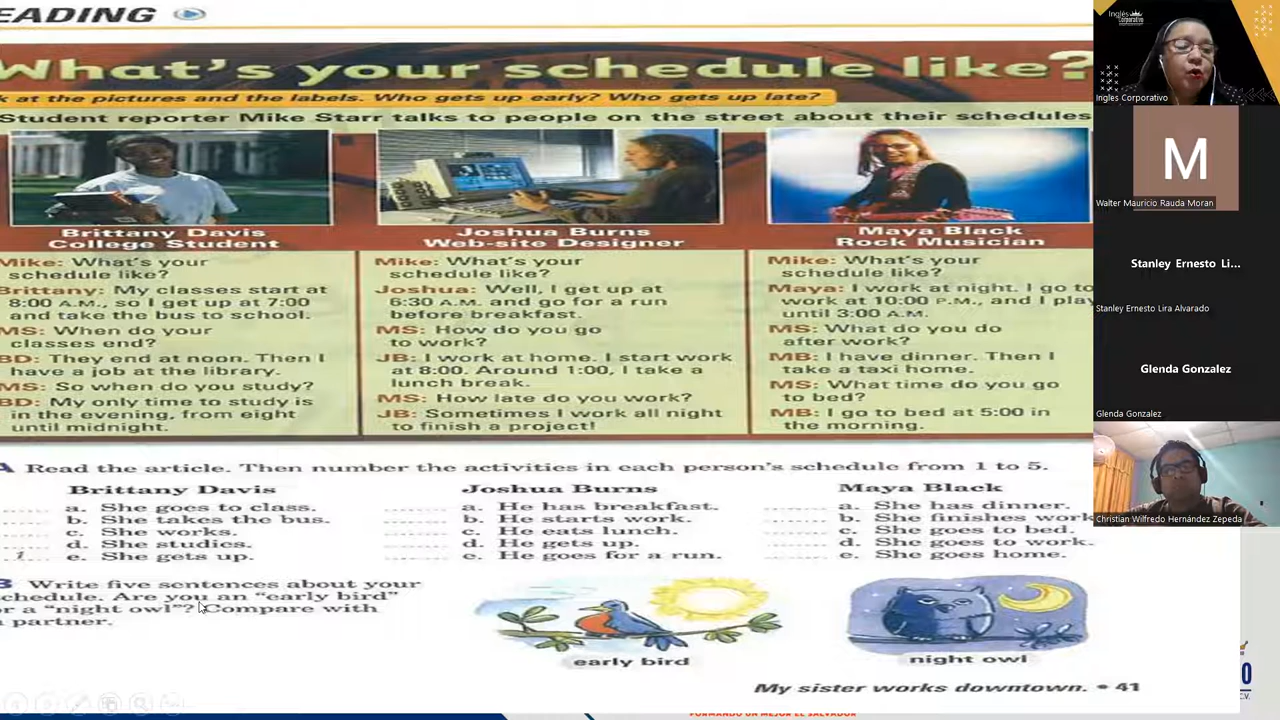 EADING
What's your schedule like?
k at the pictures and the labels. Who gets up early? Who gets up late?
Student reporter Mike Starr talks to people on the street about their schedules
Brittany Davis
College Student
Mike: What's your
schedule like?
Brittany: My classes start at
8:00 A.M., so I get up at 7:00
and take the bus to school.
MS: When do your
classes end?
BD: They end at noon. Then I
have a job at the library.
MS: So when do you study?
BD: My only time to study is
in the evening, from eight
until midnight.
Joshua Burns
Web-site Designer
Mike: What's your
schedule like?
Joshua: Well, I get up at
6:30 A.M. and go for a run
before breakfast.
MS: How do you go
to work?
JB: I work at home. I start work
at 8:00. Around 1:00, I take a
lunch break.
MS: How late do you work?
JB: Sometimes I work all night
to finish a project!
Maya Black
Rock Musician
Mike: What's your
schedule like?
Maya: I work at night. I go to
work at 10:00 P.M., and I play
until 3:00 A.M.
MS: What do you do
after work?
MB: I have dinner. Then I
take a taxi home.
MS: What time do you go
to bed?
MB: I go to bed at 5:00 in
the morning.
A Read the article. Then number the activities in each person's schedule from 1 to 5.
Brittany Davis
a. She goes to class.
b. She takes the bus.
c. She works.
d. She studies.
1 e. She gets up.
Joshua Burns
a. He has breakfast.
b. He starts work.
c. He eats lunch.
d. He gets up.
e. He goes for a run.
Maya Black
a. She has dinner.
b. She finishes work
c. She goes to bed.
d. She goes to work.
e. She goes home.
B Write five sentences about your
chedule. Are you an "early bird"
or a "night owl"? Compare with
a partner.
early bird
night owl
My sister works downtown. • 41
FORMANDO UN MEJOR EL SALVADOR
Inglés
Corporativo
Ingles Corporativo
M
Walter Mauricio Rauda Moran
Stanley Ernesto Li...
Stanley Ernesto Lira Alvarado
Glenda Gonzalez
Glenda Gonzalez
Christian Wilfredo Hernández Zepeda